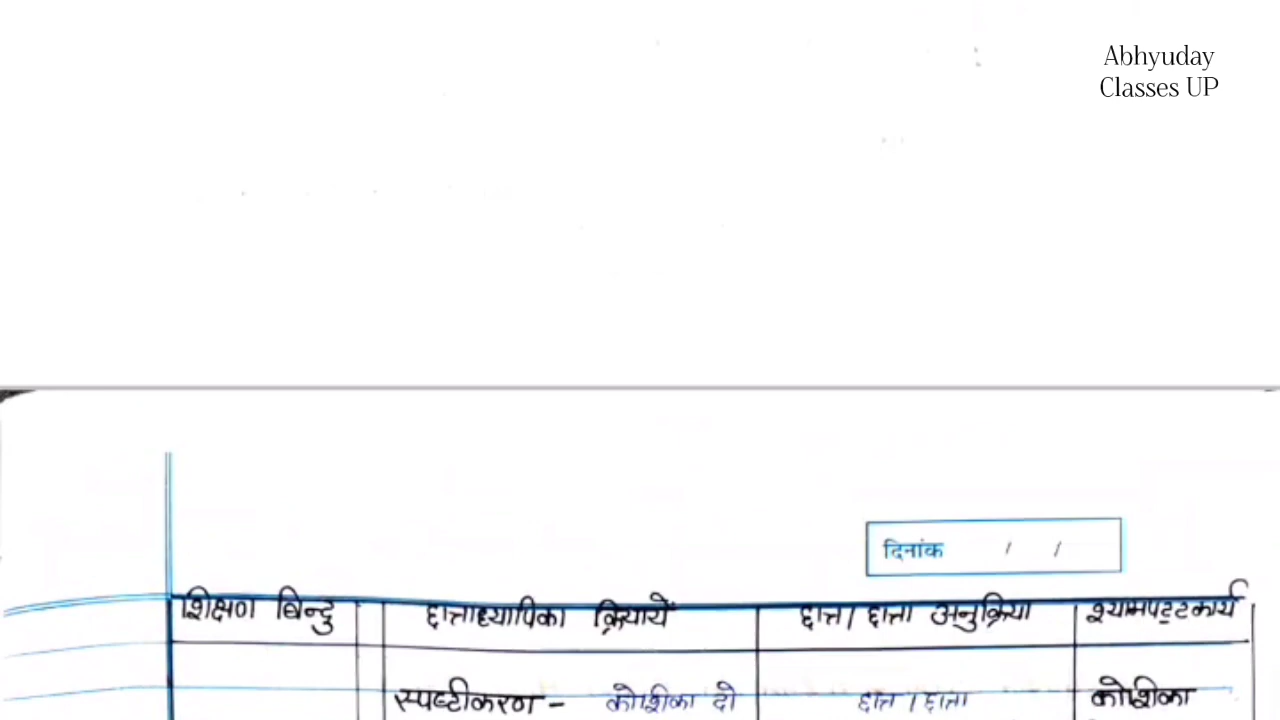 Abhyuday
Classes UP
दिनांक / /
शिक्षण बिन्दु छात्राध्यापिका क्रियायें छात्र/छात्रा अनुक्रिया श्यामपट्टकार्य
स्पष्टीकरण - कोशिका दो छात्र/छात्रा कोशिका